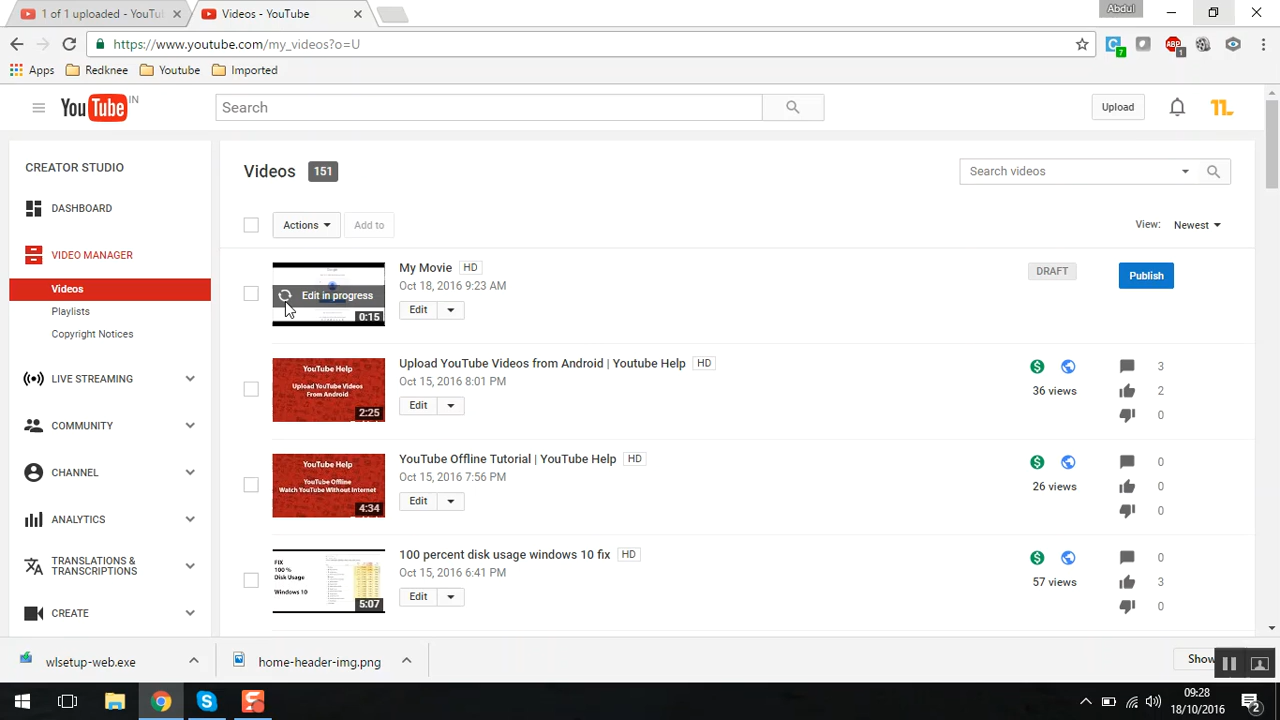 1 of 1 uploaded - YouTu
Videos - YouTube
Abdul
https://www.youtube.com/my_videos?o=U
7
ABP
1
Apps
Redknee
Youtube
Imported
YouTube IN
Search
Upload
CREATOR STUDIO
DASHBOARD
VIDEO MANAGER
Videos
Playlists
Copyright Notices
LIVE STREAMING
COMMUNITY
CHANNEL
ANALYTICS
TRANSLATIONS &
TRANSCRIPTIONS
CREATE
Videos 151
Search videos
Actions
Add to
View:
Newest
Edit in progress
0:15
My Movie HD
Oct 18, 2016 9:23 AM
Edit
DRAFT
Publish
YouTube Help
Upload YouTube Videos
From Android
2:25
Upload YouTube Videos from Android | Youtube Help HD
Oct 15, 2016 8:01 PM
Edit
36 views
3
2
0
YouTube Help
YouTube Offline
Watch YouTube Without Internet
4:34
YouTube Offline Tutorial | YouTube Help HD
Oct 15, 2016 7:56 PM
Edit
26 views
0
0
0
FIX
100 %
Disk Usage
Windows 10
5:07
100 percent disk usage windows 10 fix HD
Oct 15, 2016 6:41 PM
Edit
57 views
0
3
0
wlsetup-web.exe
home-header-img.png
Show
09:28
18/10/2016
2